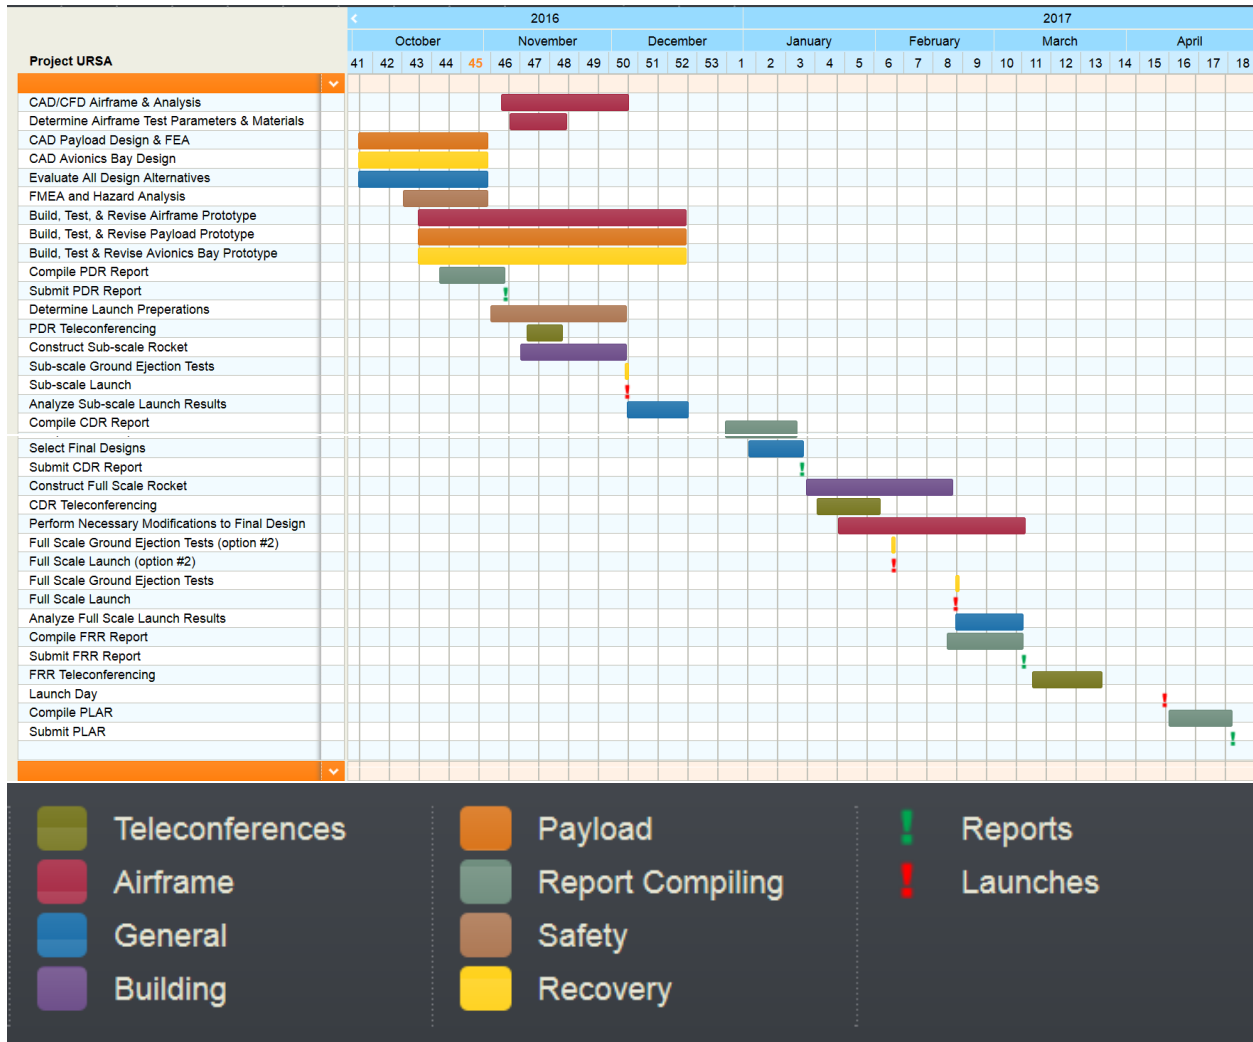 2016 2017
October November December January February March April
Project URSA
41 42 43 44 45 46 47 48 49 50 51 52 53 1 2 3 4 5 6 7 8 9 10 11 12 13 14 15 16 17 18
CAD/CFD Airframe & Analysis
Determine Airframe Test Parameters & Materials
CAD Payload Design & FEA
CAD Avionics Bay Design
Evaluate All Design Alternatives
FMEA and Hazard Analysis
Build, Test, & Revise Airframe Prototype
Build, Test, & Revise Payload Prototype
Build, Test & Revise Avionics Bay Prototype
Compile PDR Report
Submit PDR Report
Determine Launch Preperations
PDR Teleconferencing
Construct Sub-scale Rocket
Sub-scale Ground Ejection Tests
Sub-scale Launch
Analyze Sub-scale Launch Results
Compile CDR Report
Select Final Designs
Submit CDR Report
Construct Full Scale Rocket
CDR Teleconferencing
Perform Necessary Modifications to Final Design
Full Scale Ground Ejection Tests (option #2)
Full Scale Launch (option #2)
Full Scale Ground Ejection Tests
Full Scale Launch
Analyze Full Scale Launch Results
Compile FRR Report
Submit FRR Report
FRR Teleconferencing
Launch Day
Compile PLAR
Submit PLAR
Teleconferences
Airframe
General
Building
Payload
Report Compiling
Safety
Recovery
! Reports
! Launches